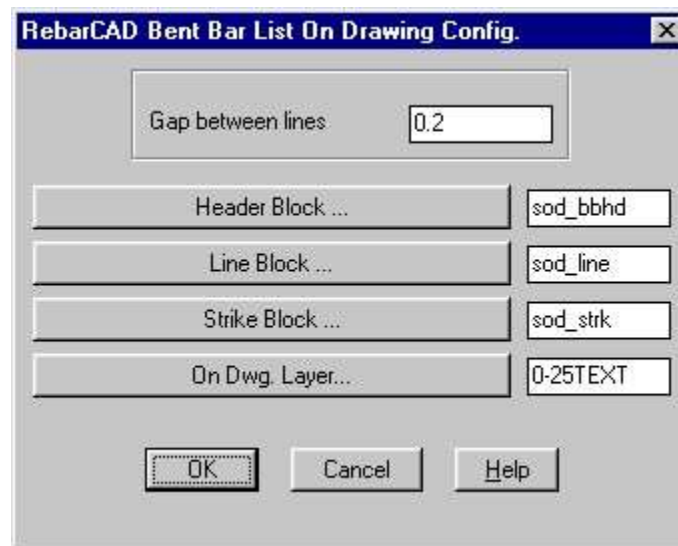 RebarCAD Bent Bar List On Drawing Config.
Gap between lines 0.2
Header Block ... sod_bbhd
Line Block ... sod_line
Strike Block ... sod_strk
On Dwg. Layer... 0-25TEXT
OK Cancel Help